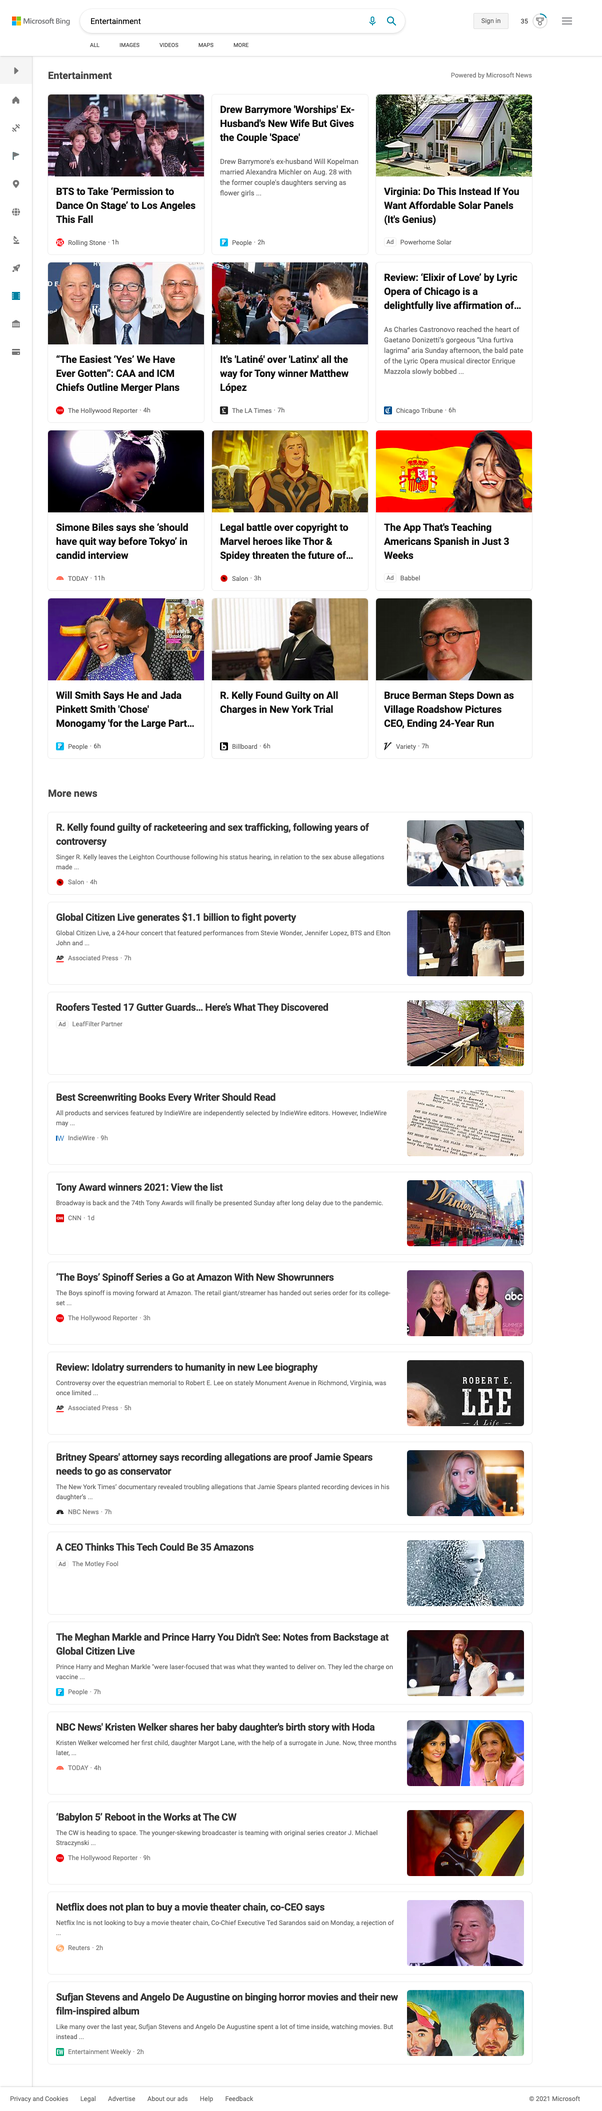 Microsoft Bing
Entertainment
Sign in
35
ALL IMAGES VIDEOS MAPS MORE
Entertainment
Powered by Microsoft News
BTS to Take ‘Permission to
Dance On Stage’ to Los Angeles
This Fall
Rolling Stone · 1h
Drew Barrymore 'Worships' Ex-
Husband's New Wife But Gives
the Couple 'Space'
Drew Barrymore's ex-husband Will Kopelman
married Alexandra Michler on Aug. 28 with
the former couple's daughters serving as
flower girls ...
People · 2h
Virginia: Do This Instead If You
Want Affordable Solar Panels
(It's Genius)
Ad Powerhome Solar
“The Easiest ‘Yes’ We Have
Ever Gotten”: CAA and ICM
Chiefs Outline Merger Plans
The Hollywood Reporter · 4h
It's 'Latiné' over 'Latinx' all the
way for Tony winner Matthew
López
The LA Times · 7h
Review: ‘Elixir of Love’ by Lyric
Opera of Chicago is a
delightfully live affirmation of...
As Charles Castronovo reached the heart of
Gaetano Donizetti’s gorgeous “Una furtiva
lagrima” aria Sunday afternoon, the bald pate
of the Lyric Opera musical director Enrique
Mazzola slowly bobbed ...
Chicago Tribune · 6h
Simone Biles says she ‘should
have quit way before Tokyo’ in
candid interview
TODAY · 11h
Legal battle over copyright to
Marvel heroes like Thor &
Spidey threaten the future of...
Salon · 3h
The App That's Teaching
Americans Spanish in Just 3
Weeks
Ad Babbel
Will Smith Says He and Jada
Pinkett Smith 'Chose'
Monogamy 'for the Large Part...
People · 6h
R. Kelly Found Guilty on All
Charges in New York Trial
Billboard · 6h
Bruce Berman Steps Down as
Village Roadshow Pictures
CEO, Ending 24-Year Run
Variety · 7h
More news
R. Kelly found guilty of racketeering and sex trafficking, following years of
controversy
Singer R. Kelly leaves the Leighton Courthouse following his status hearing, in relation to the sex abuse allegations
made ...
Salon · 4h
Global Citizen Live generates $1.1 billion to fight poverty
Global Citizen Live, a 24-hour concert that featured performances from Stevie Wonder, Jennifer Lopez, BTS and Elton
John and ...
AP Associated Press · 7h
Roofers Tested 17 Gutter Guards... Here's What They Discovered
Ad LeafFilter Partner
Best Screenwriting Books Every Writer Should Read
All products and services featured by IndieWire are independently selected by IndieWire editors. However, IndieWire
may ...
IW IndieWire · 9h
Tony Award winners 2021: View the list
Broadway is back and the 74th Tony Awards will finally be presented Sunday after long delay due to the pandemic.
CNN · 1d
Winter
‘The Boys’ Spinoff Series a Go at Amazon With New Showrunners
The Boys spinoff is moving forward at Amazon. The retail giant/streamer has handed out series order for its college-
set ...
The Hollywood Reporter · 3h
abc
Review: Idolatry surrenders to humanity in new Lee biography
Controversy over the equestrian memorial to Robert E. Lee on stately Monument Avenue in Richmond, Virginia, was
once limited ...
AP Associated Press · 5h
ROBERT E.
LEE
A Life
Britney Spears' attorney says recording allegations are proof Jamie Spears
needs to go as conservator
The New York Times' documentary revealed troubling allegations that Jamie Spears planted recording devices in his
daughter's ...
NBC News · 7h
A CEO Thinks This Tech Could Be 35 Amazons
Ad The Motley Fool
The Meghan Markle and Prince Harry You Didn't See: Notes from Backstage at
Global Citizen Live
Prince Harry and Meghan Markle "were laser-focused that was what they wanted to deliver on. They led the charge on
vaccine ...
People · 7h
NBC News' Kristen Welker shares her baby daughter's birth story with Hoda
Kristen Welker welcomed her first child, daughter Margot Lane, with the help of a surrogate in June. Now, three months
later, ...
TODAY · 4h
‘Babylon 5’ Reboot in the Works at The CW
The CW is heading to space. The younger-skewing broadcaster is teaming with original series creator J. Michael
Straczynski ...
The Hollywood Reporter · 9h
Netflix does not plan to buy a movie theater chain, co-CEO says
Netflix Inc is not looking to buy a movie theater chain, Co-Chief Executive Ted Sarandos said on Monday, a rejection of
...
Reuters · 2h
Sufjan Stevens and Angelo De Augustine on binging horror movies and their new
film-inspired album
Like many over the last year, Sufjan Stevens and Angelo De Augustine spent a lot of time inside, watching movies. But
instead ...
Entertainment Weekly · 2h
Privacy and Cookies Legal Advertise About our ads Help Feedback
© 2021 Microsoft